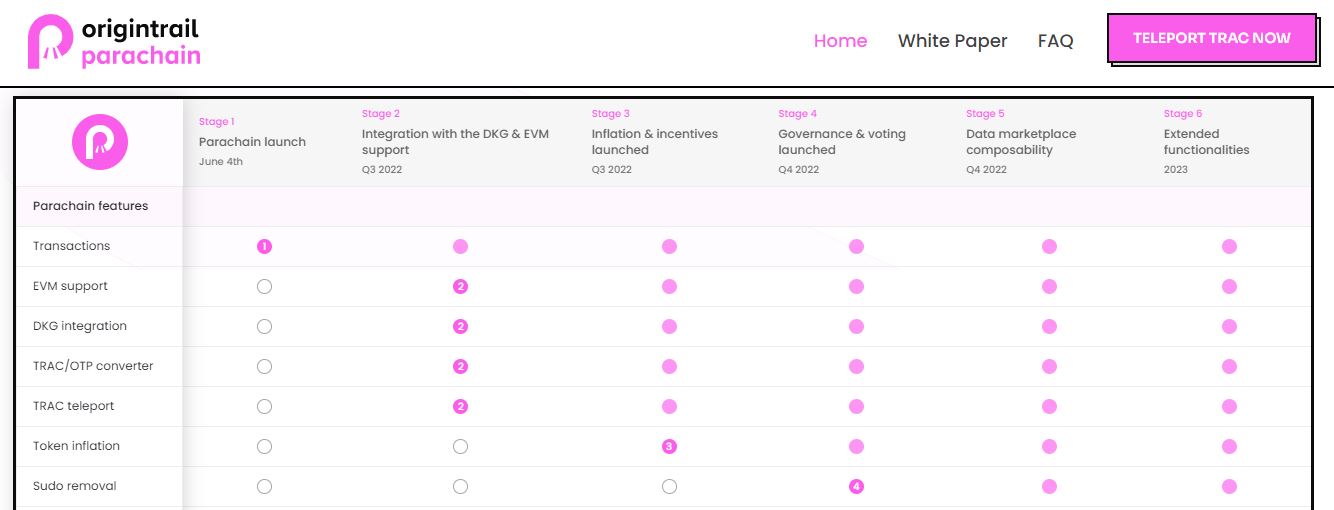 origintrail
parachain
Home
White Paper
FAQ
TELEPORT TRAC NOW
Stage 1
Parachain launch
June 4th
Stage 2
Integration with the DKG & EVM
support
Q3 2022
Stage 3
Inflation & incentives
launched
Q3 2022
Stage 4
Governance & voting
launched
Q4 2022
Stage 5
Data marketplace
composability
Q4 2022
Stage 6
Extended
functionalities
2023
Parachain features
Transactions
1
EVM support
2
DKG integration
2
TRAC/OTP converter
2
TRAC teleport
2
Token inflation
3
Sudo removal
4